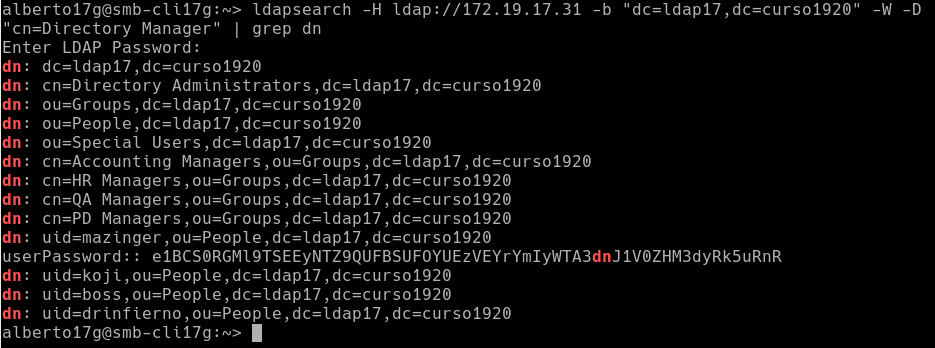 alberto17g@smb-cli17g:~> ldapsearch -H ldap://172.19.17.31 -b "dc=ldap17,dc=curso1920" -W -D
"cn=Directory Manager" | grep dn
Enter LDAP Password:
dn: dc=ldap17,dc=curso1920
dn: cn=Directory Administrators,dc=ldap17,dc=curso1920
dn: ou=Groups,dc=ldap17,dc=curso1920
dn: ou=People,dc=ldap17,dc=curso1920
dn: ou=Special Users,dc=ldap17,dc=curso1920
dn: cn=Accounting Managers,ou=Groups,dc=ldap17,dc=curso1920
dn: cn=HR Managers,ou=Groups,dc=ldap17,dc=curso1920
dn: cn=QA Managers,ou=Groups,dc=ldap17,dc=curso1920
dn: cn=PD Managers,ou=Groups,dc=ldap17,dc=curso1920
dn: uid=mazinger,ou=People,dc=ldap17,dc=curso1920
userPassword:: e1BCS0RGMl9TSEEyNTZ9QUFBSUFOYUEzVEYrYmIyWTA3dnJ1V0ZHM3dyRk5uRnR
dn: uid=koji,ou=People,dc=ldap17,dc=curso1920
dn: uid=boss,ou=People,dc=ldap17,dc=curso1920
dn: uid=drinfierno,ou=People,dc=ldap17,dc=curso1920
alberto17g@smb-cli17g:~>